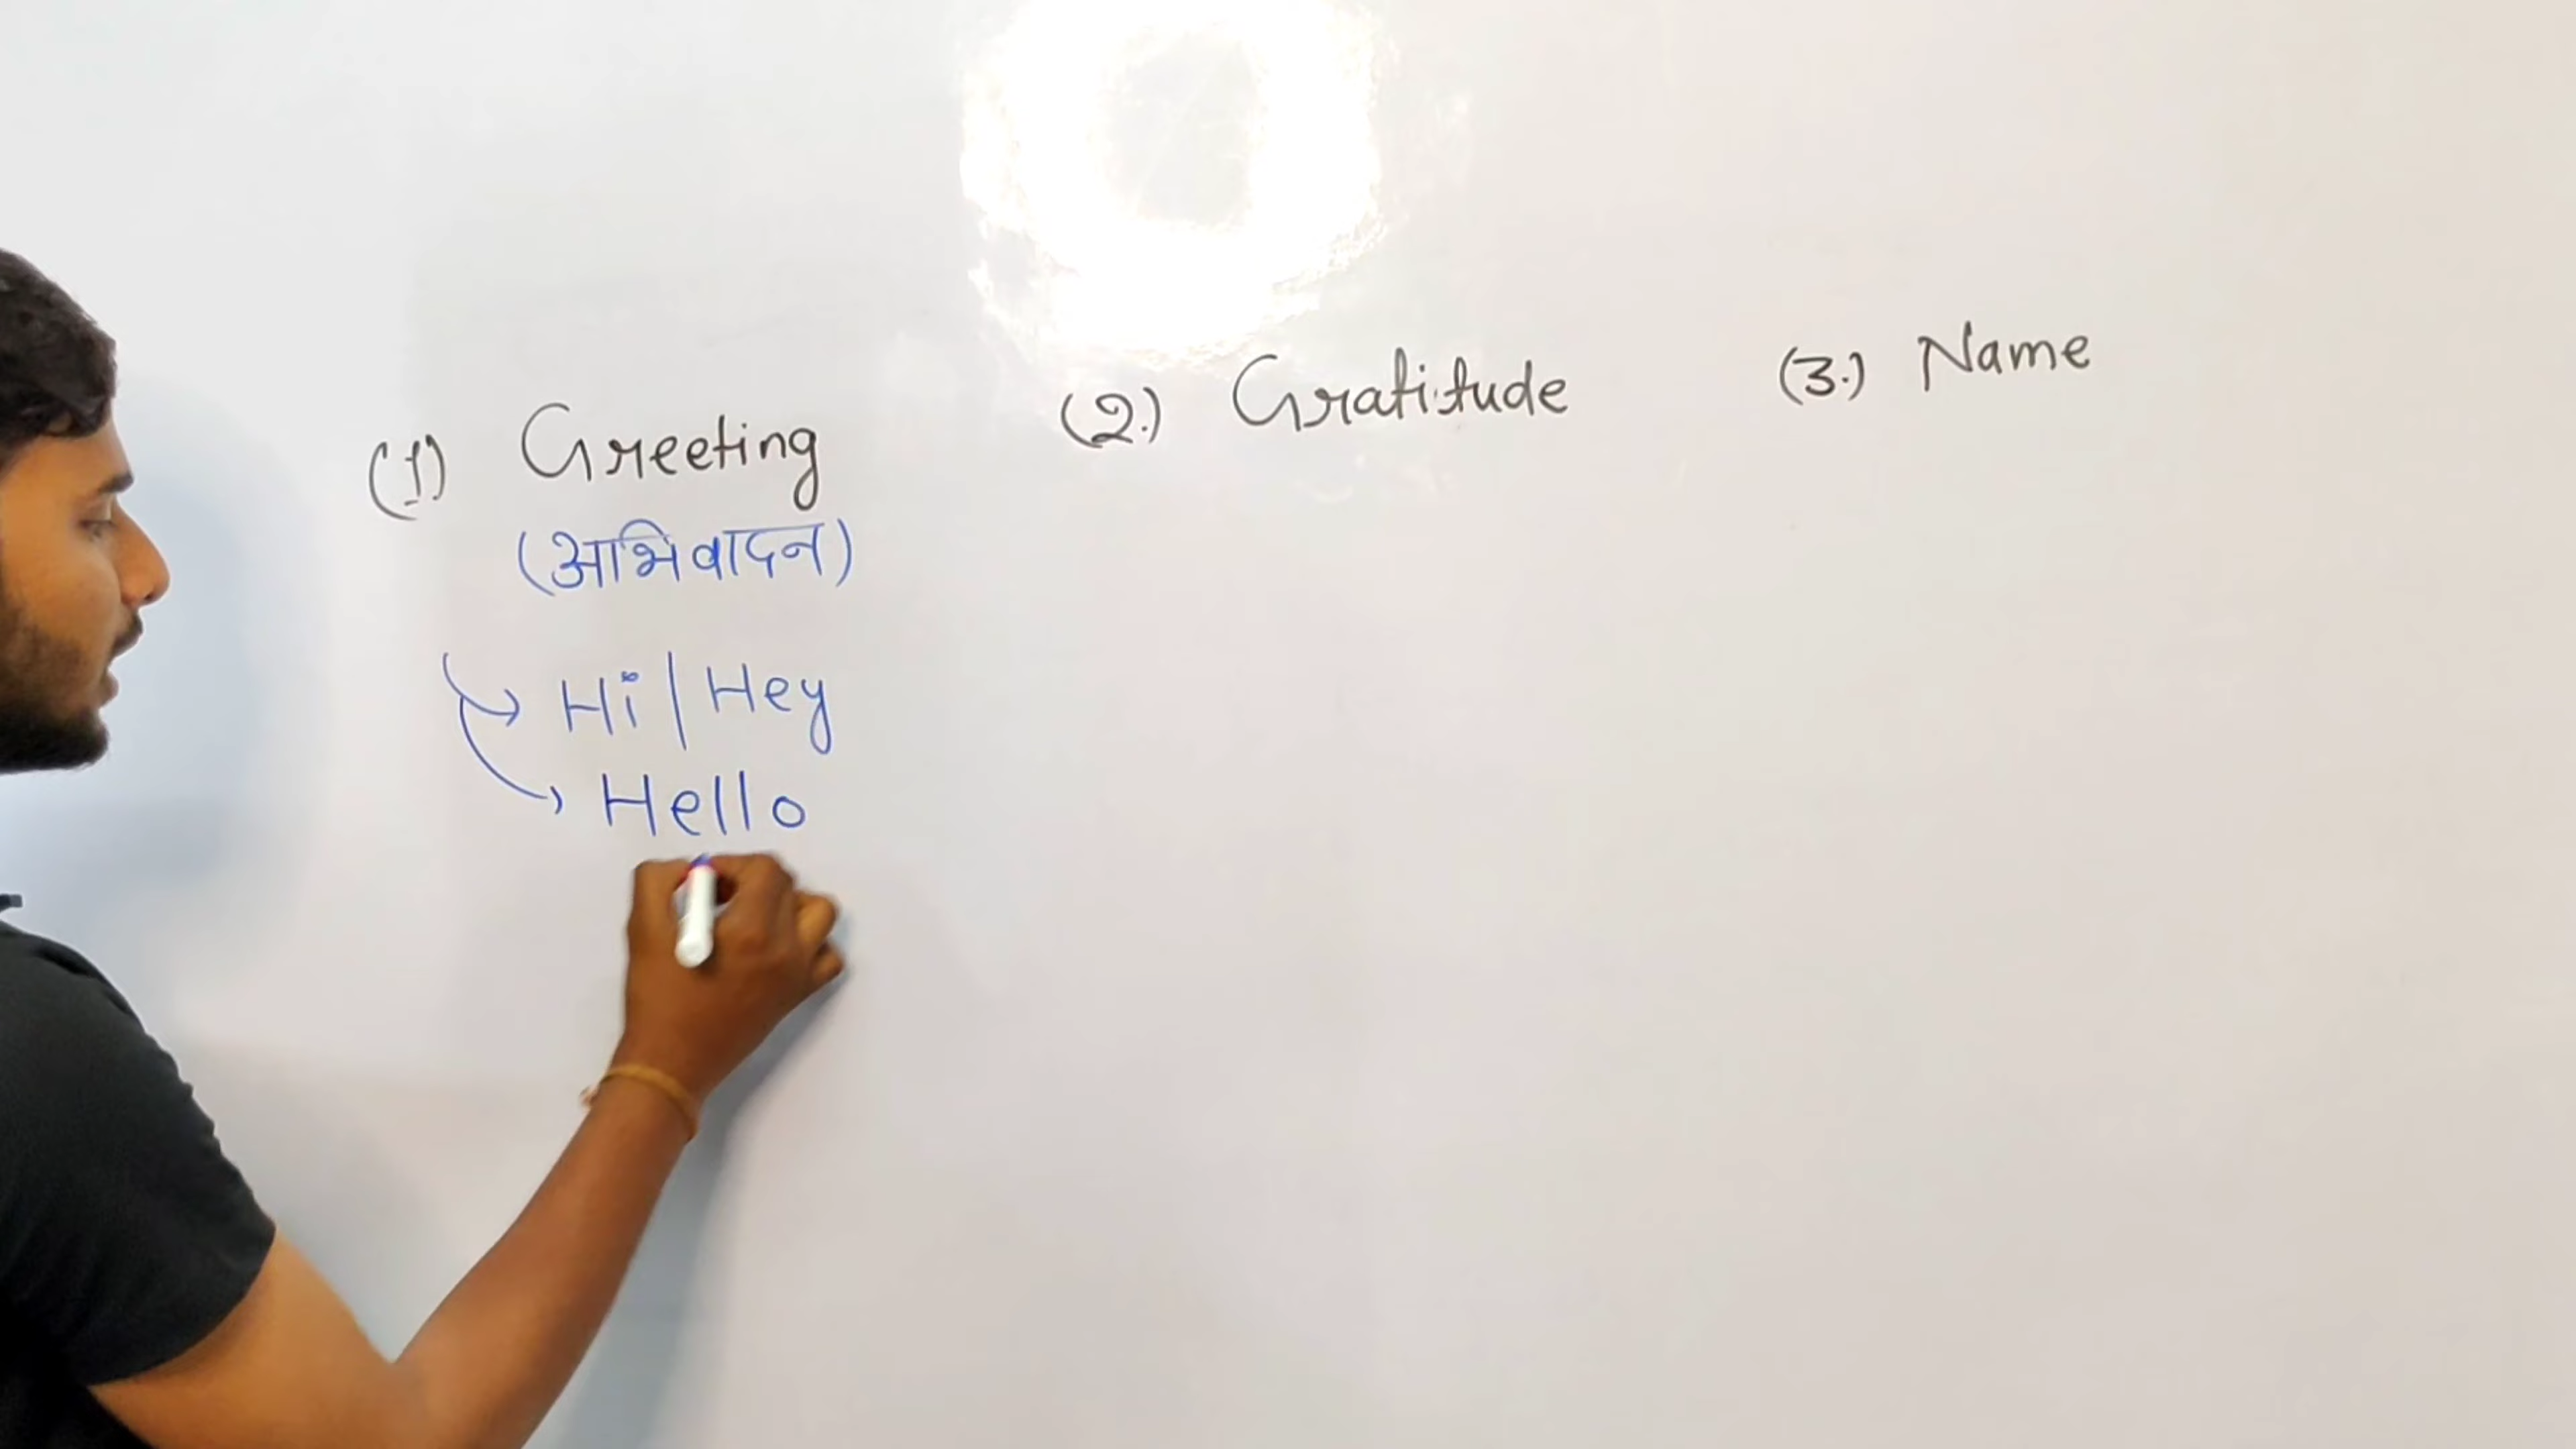 (1) Greeting
(अभिवादन)
Hi | Hey
Hello
(2.) Gratitude
(3.) Name